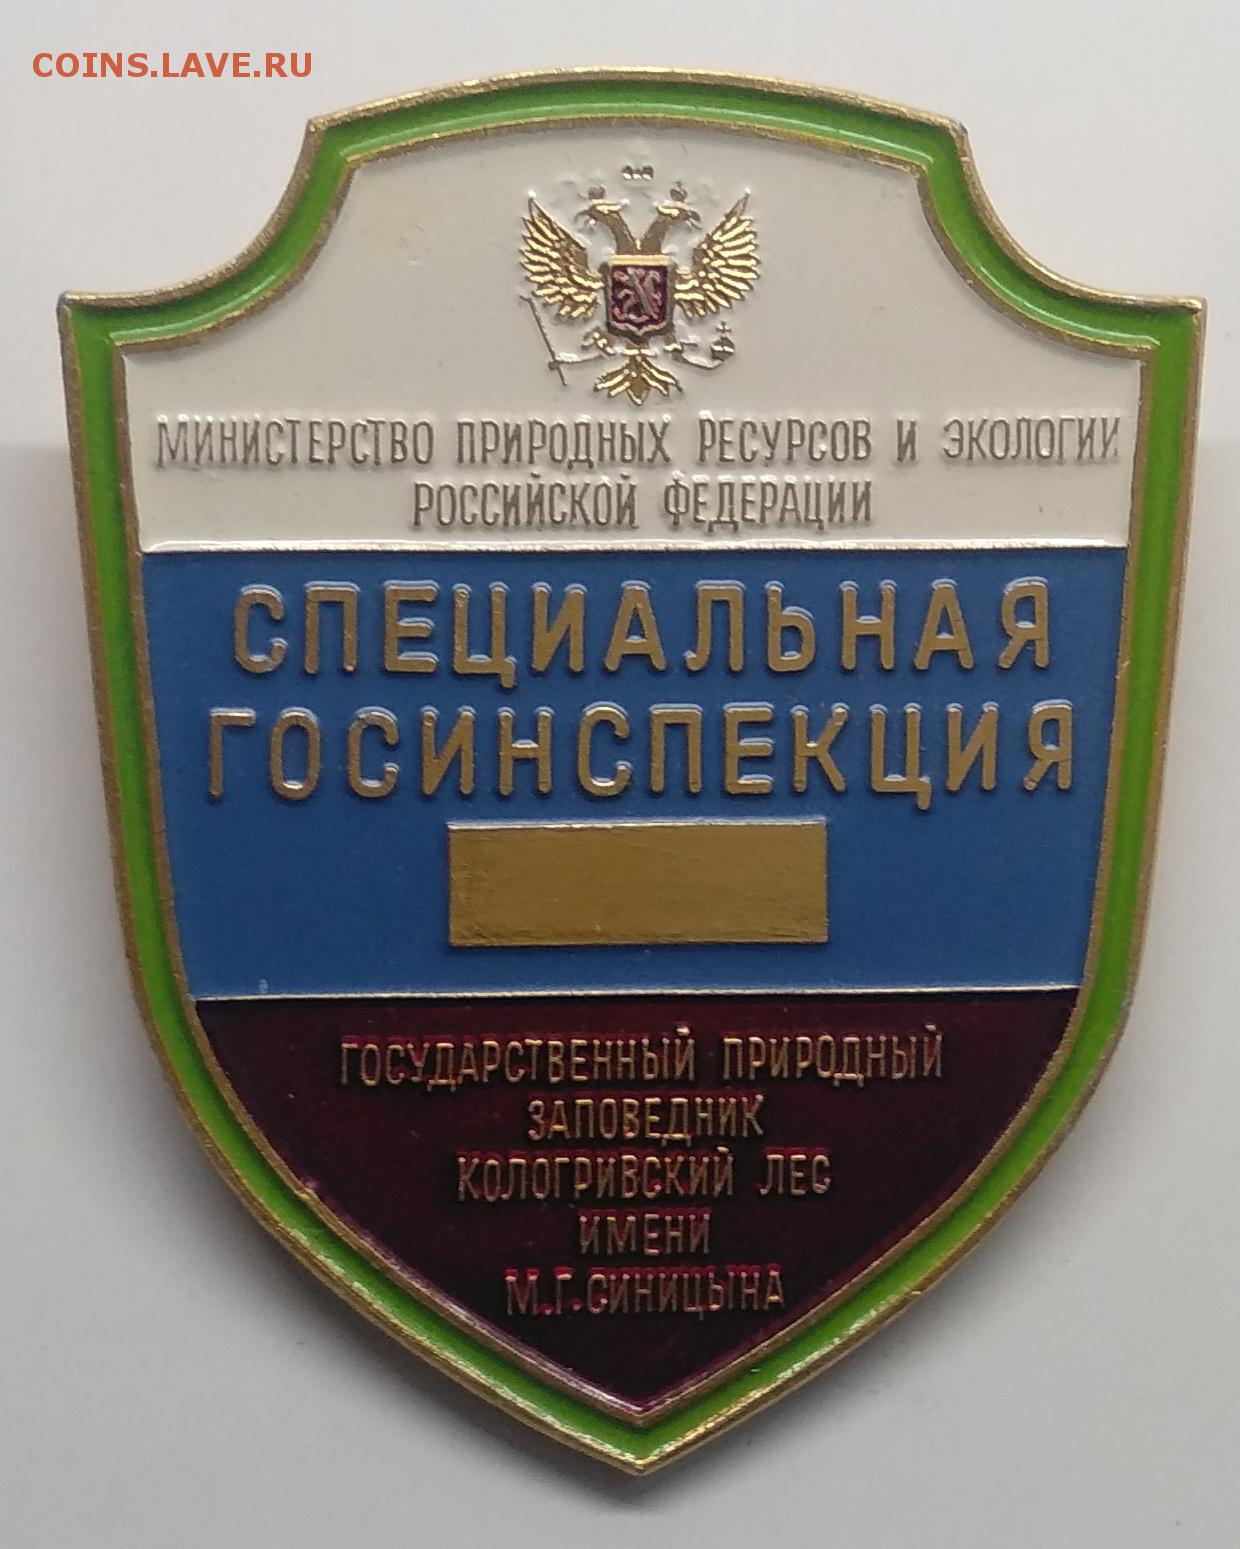 COINS.LAVE.RU
МИНИСТЕРСТВО ПРИРОДНЫХ РЕСУРСОВ И ЭКОЛОГИИ
РОССИЙСКОЙ ФЕДЕРАЦИИ
СПЕЦИАЛЬНАЯ
ГОСИНСПЕКЦИЯ
ГОСУДАРСТВЕННЫЙ ПРИРОДНЫЙ
ЗАПОВЕДНИК
КОЛОГРИВСКИЙ ЛЕС
ИМЕНИ
М.Г.СИНИЦЫНА